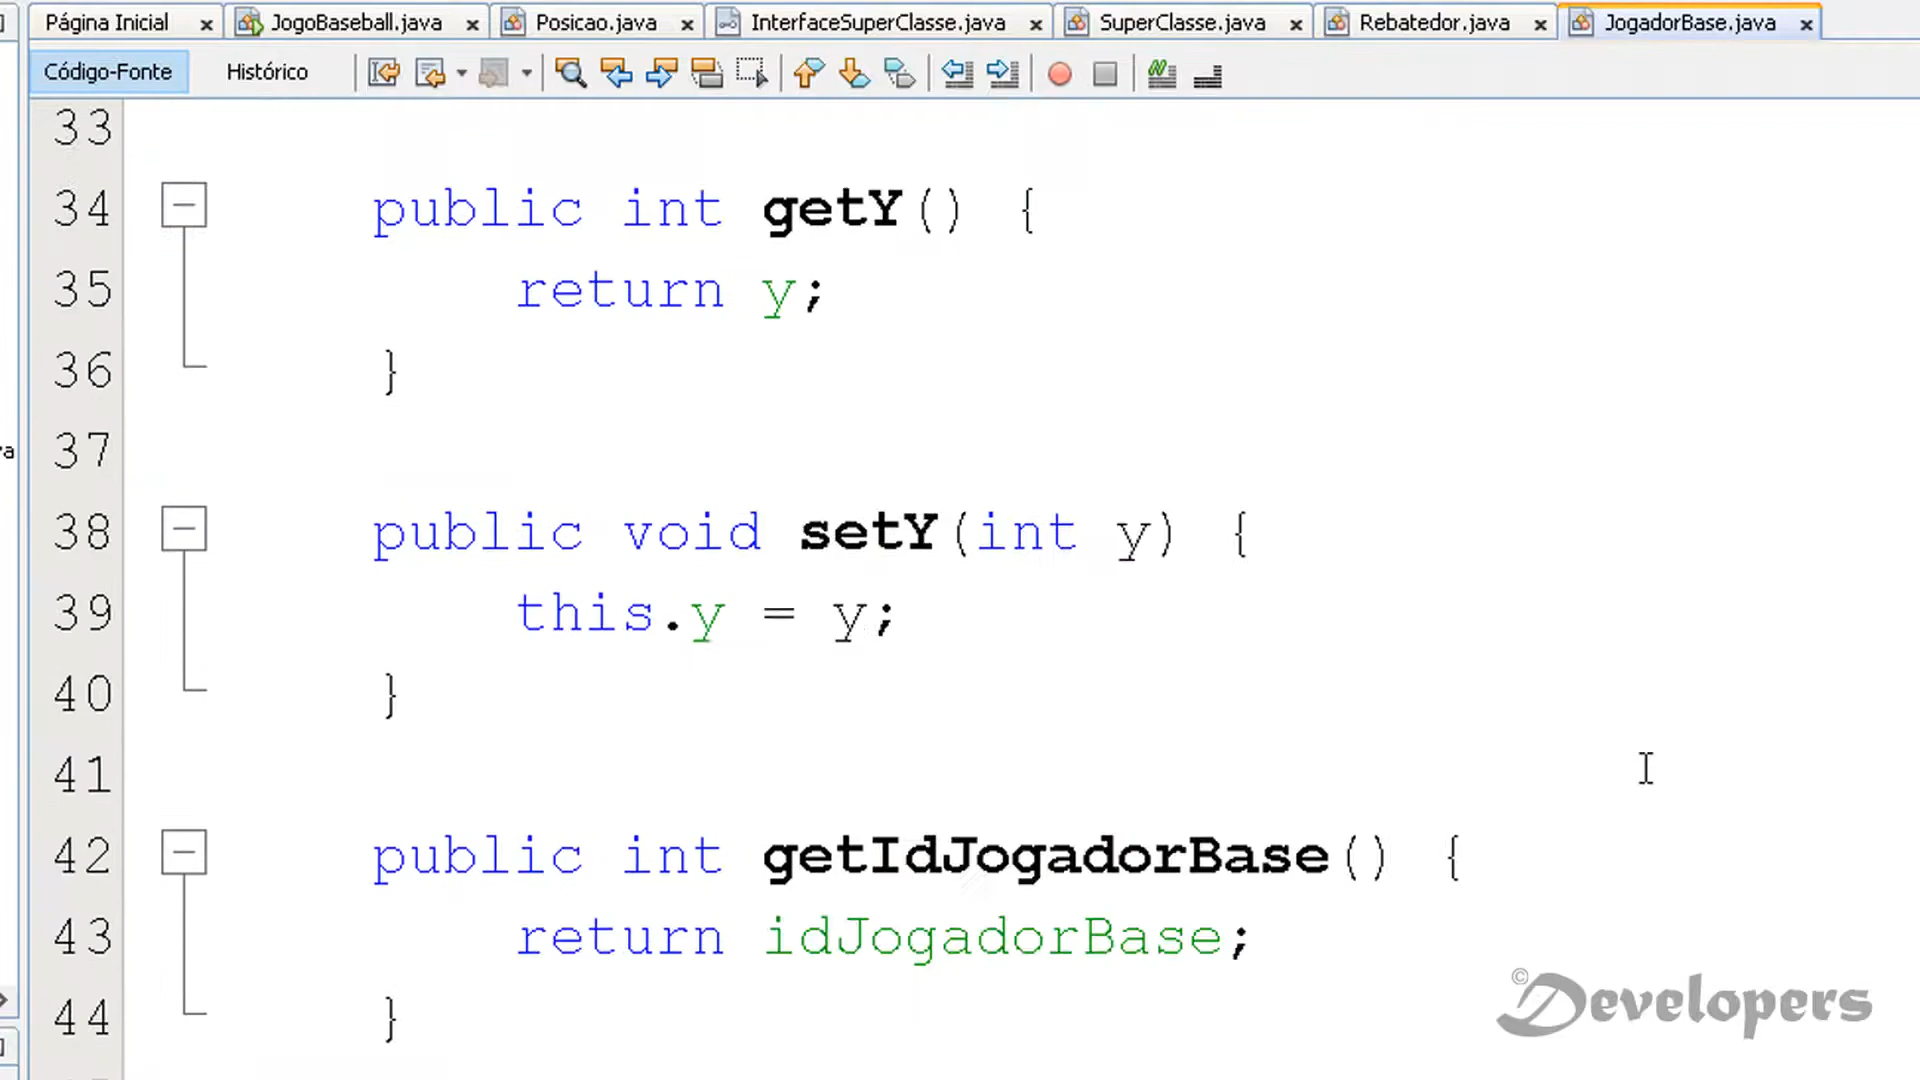 Página Inicial JogoBaseball.java Posicao.java InterfaceSuperClasse.java SuperClasse.java Rebatedor.java JogadorBase.java
Código-Fonte Histórico
33
34 public int getY() {
35 return y;
36 }
37
38 public void setY(int y) {
39 this.y = y;
40 }
41
42 public int getIdJogadorBase() {
43 return idJogadorBase;
44 }
©Developers